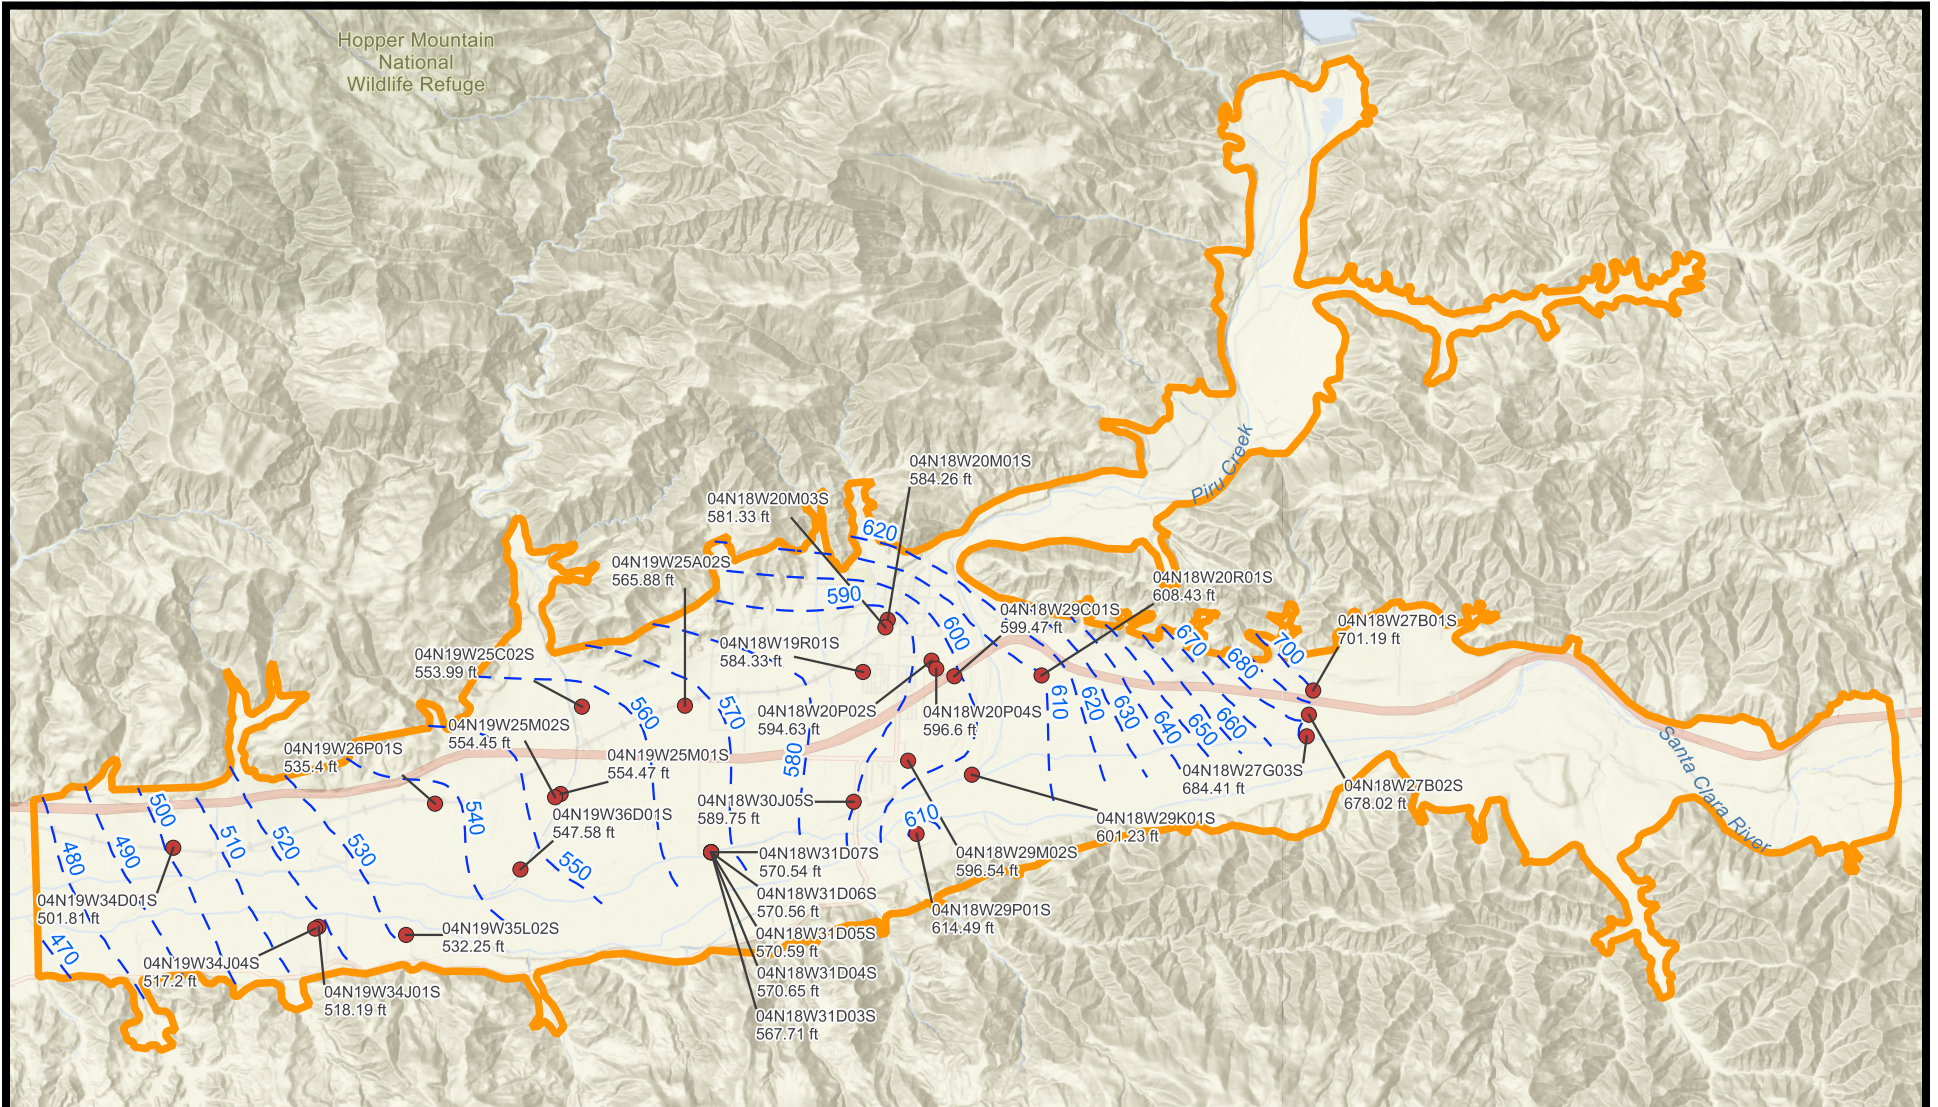 Hopper Mountain
National
Wildlife Refuge
04N18W20M01S
584.26 ft
04N18W20M03S
581.33 ft
Piru Creek
620
04N19W25A02S
565.88 ft
590
04N18W20R01S
608.43 ft
04N18W29C01S
599.47 ft
600
04N18W27B01S
701.19 ft
670
700
680
04N18W19R01S
584.33 ft
04N19W25C02S
553.99 ft
560
570
04N18W20P02S
594.63 ft
04N18W20P04S
596.6 ft
610
620
630
640
650
660
04N19W25M02S
554.45 ft
04N19W26P01S
535.4 ft
04N19W25M01S
554.47 ft
580
Santa Clara River
04N18W27G03S
684.41 ft
04N18W27B02S
678.02 ft
04N18W30J05S
589.75 ft
500
490
480
510
520
530
540
04N19W36D01S
547.58 ft
550
610
04N18W29K01S
601.23 ft
04N18W31D07S
570.54 ft
04N18W29M02S
596.54 ft
04N19W34D01S
501.81 ft
04N18W31D06S
570.56 ft
04N18W29P01S
614.49 ft
04N19W35L02S
532.25 ft
04N18W31D05S
570.59 ft
470
04N19W34J04S
517.2 ft
04N18W31D04S
570.65 ft
04N19W34J01S
518.19 ft
04N18W31D03S
567.71 ft